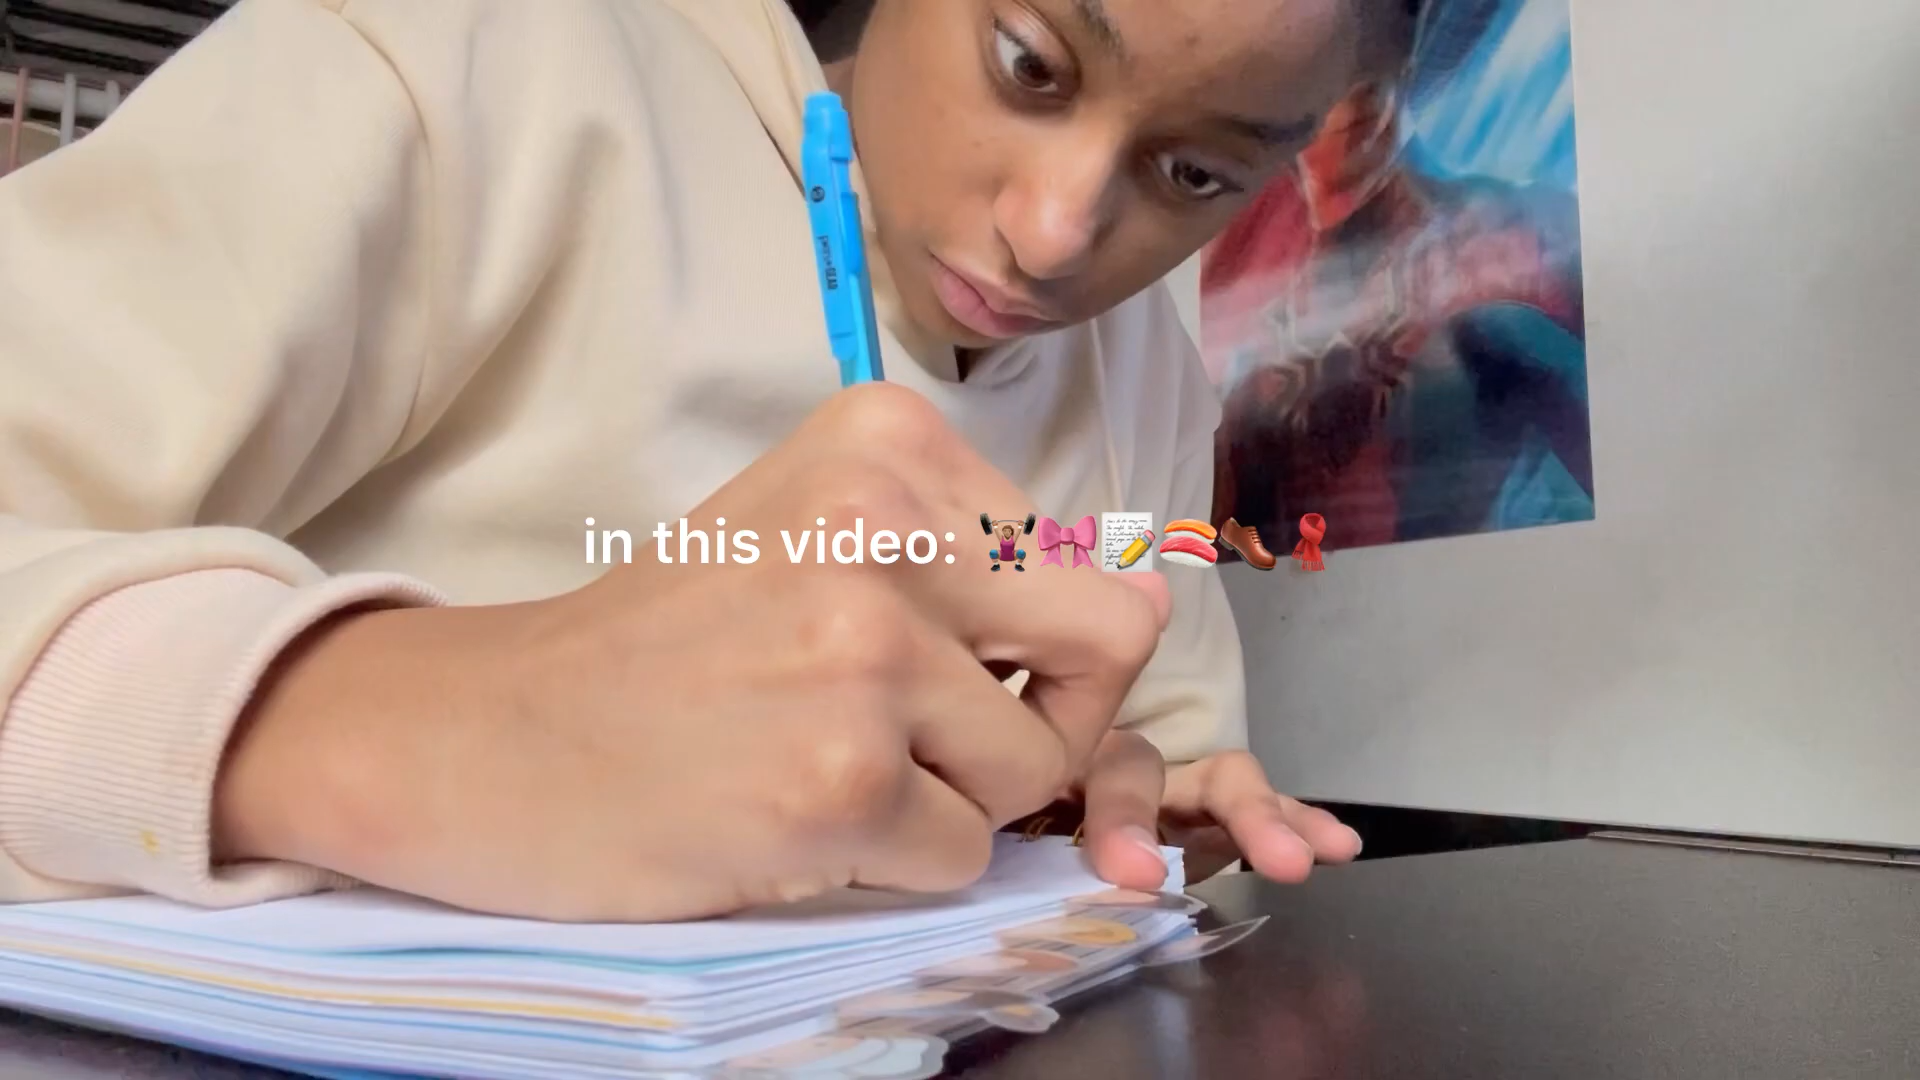 in this video: 🏋🏽‍♀️🎀📝🍣👞🧣